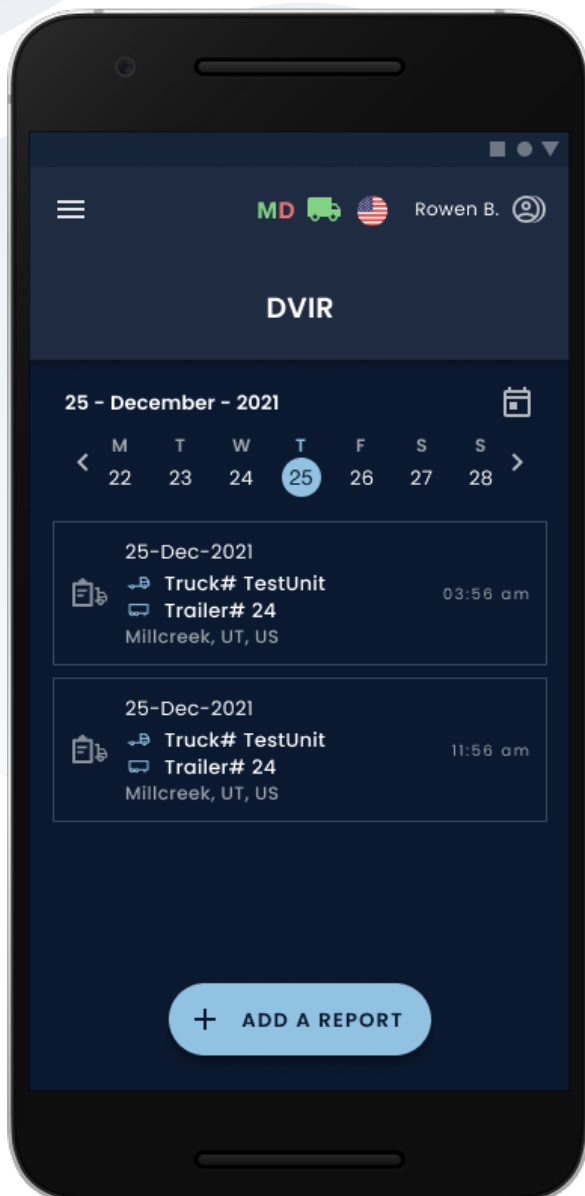 MD Rowen B.
DVIR
25 - December - 2021
M T W T F S S
22 23 24 25 26 27 28
25-Dec-2021
Truck# TestUnit
03:56 am
Trailer# 24
Millcreek, UT, US
25-Dec-2021
Truck# TestUnit
11:56 am
Trailer# 24
Millcreek, UT, US
+ ADD A REPORT